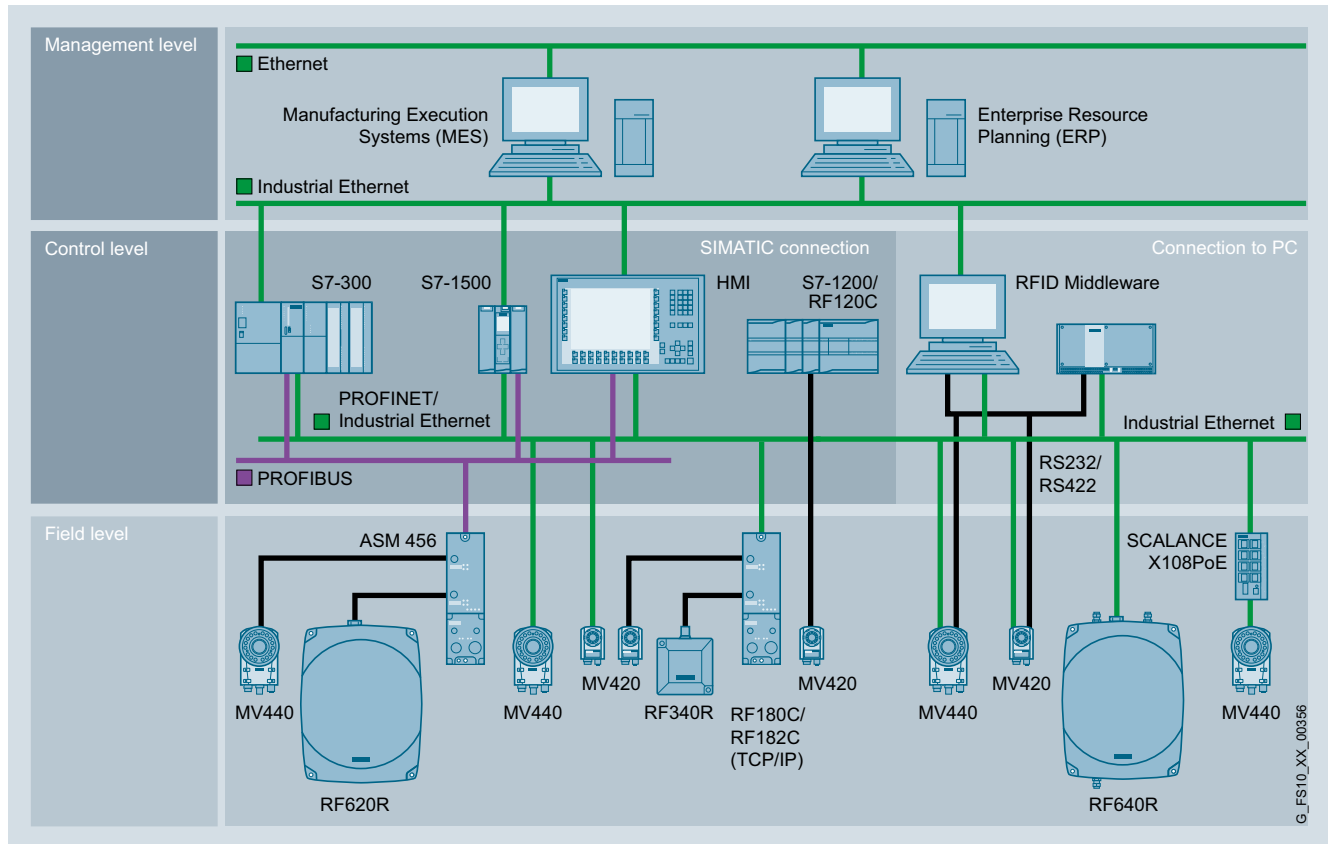 Management level
Ethernet
Manufacturing Execution
Systems (MES)
Enterprise Resource
Planning (ERP)
Industrial Ethernet
Control level
SIMATIC connection
Connection to PC
S7-300
S7-1500
HMI
S7-1200/
RF120C
RFID Middleware
PROFINET/
Industrial Ethernet
Industrial Ethernet
PROFIBUS
RS232/
RS422
Field level
ASM 456
SCALANCE
X108PoE
MV440
RF620R
MV440
MV420
RF340R
RF180C/
RF182C
(TCP/IP)
MV420
MV440
MV420
RF640R
MV440
G_FS10_XX_00356